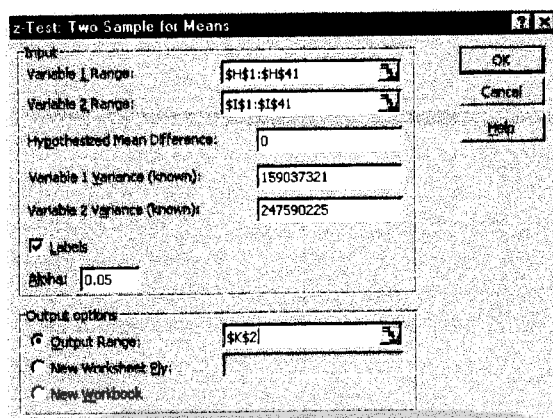 z-Test: Two Sample for Means
Input
Variable 1 Range: $H$1:$H$41
Variable 2 Range: $I$1:$I$41
Hypothesized Mean Difference: 0
Variable 1 Variance (known): 159037321
Variable 2 Variance (known): 247590225
Labels
Alpha: 0.05
OK
Cancel
Help
Output options
Output Range: $K$2
New Worksheet Ply:
New Workbook